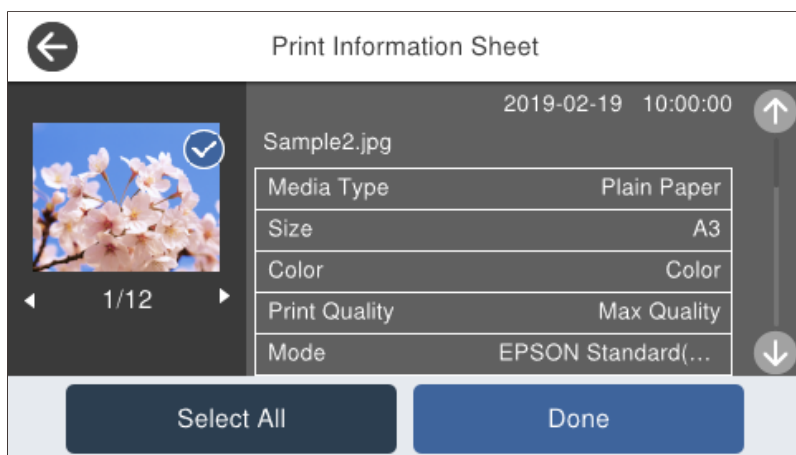 Print Information Sheet
2019-02-19 10:00:00
Sample2.jpg
Media Type Plain Paper
Size A3
Color Color
Print Quality Max Quality
Mode EPSON Standard(...
1/12
Select All Done